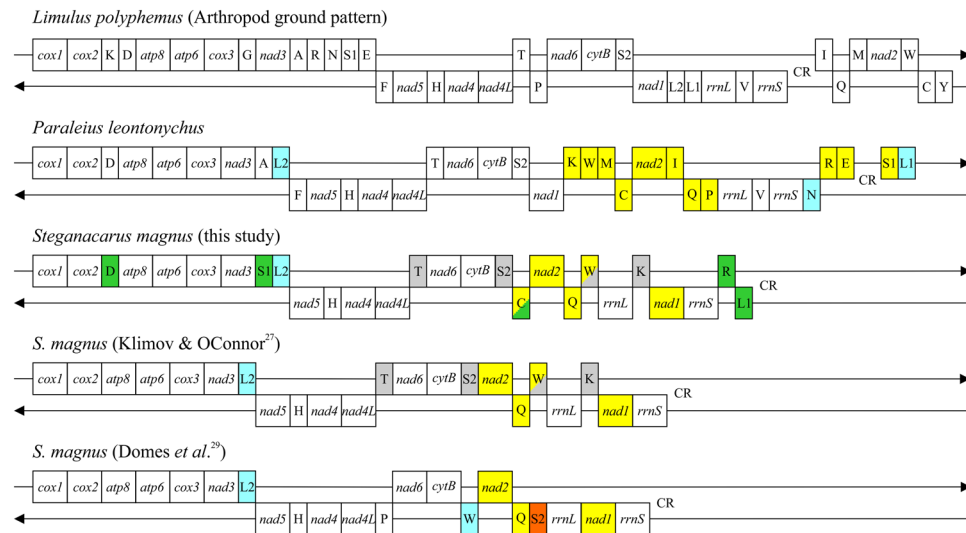 Limulus polyphemus (Arthropod ground pattern)
cox1 cox2 K D atp8 atp6 cox3 G nad3 A R N S1 E T nad6 cytB S2 I M nad2 W
F nad5 H nad4 nad4L P nad1 L2 L1 rrnL V rrnS CR Q C Y
Paraleius leontonychus
cox1 cox2 D atp8 atp6 cox3 nad3 A L2 T nad6 cytB S2 K W M nad2 I R E S1 L1
F nad5 H nad4 nad4L nad1 C Q P rrnL V rrnS N CR
Steganacarus magnus (this study)
cox1 cox2 D atp8 atp6 cox3 nad3 S1 L2 T nad6 cytB S2 nad2 W K R
nad5 H nad4 nad4L C Q rrnL nad1 rrnS L1 CR
S. magnus (Klimov & OConnor27)
cox1 cox2 atp8 atp6 cox3 nad3 L2 T nad6 cytB S2 nad2 W K
nad5 H nad4 nad4L Q rrnL nad1 rrnS CR
S. magnus (Domes et al.29)
cox1 cox2 atp8 atp6 cox3 nad3 L2 nad6 cytB nad2
nad5 H nad4 nad4L P W Q S2 rrnL nad1 rrnS CR